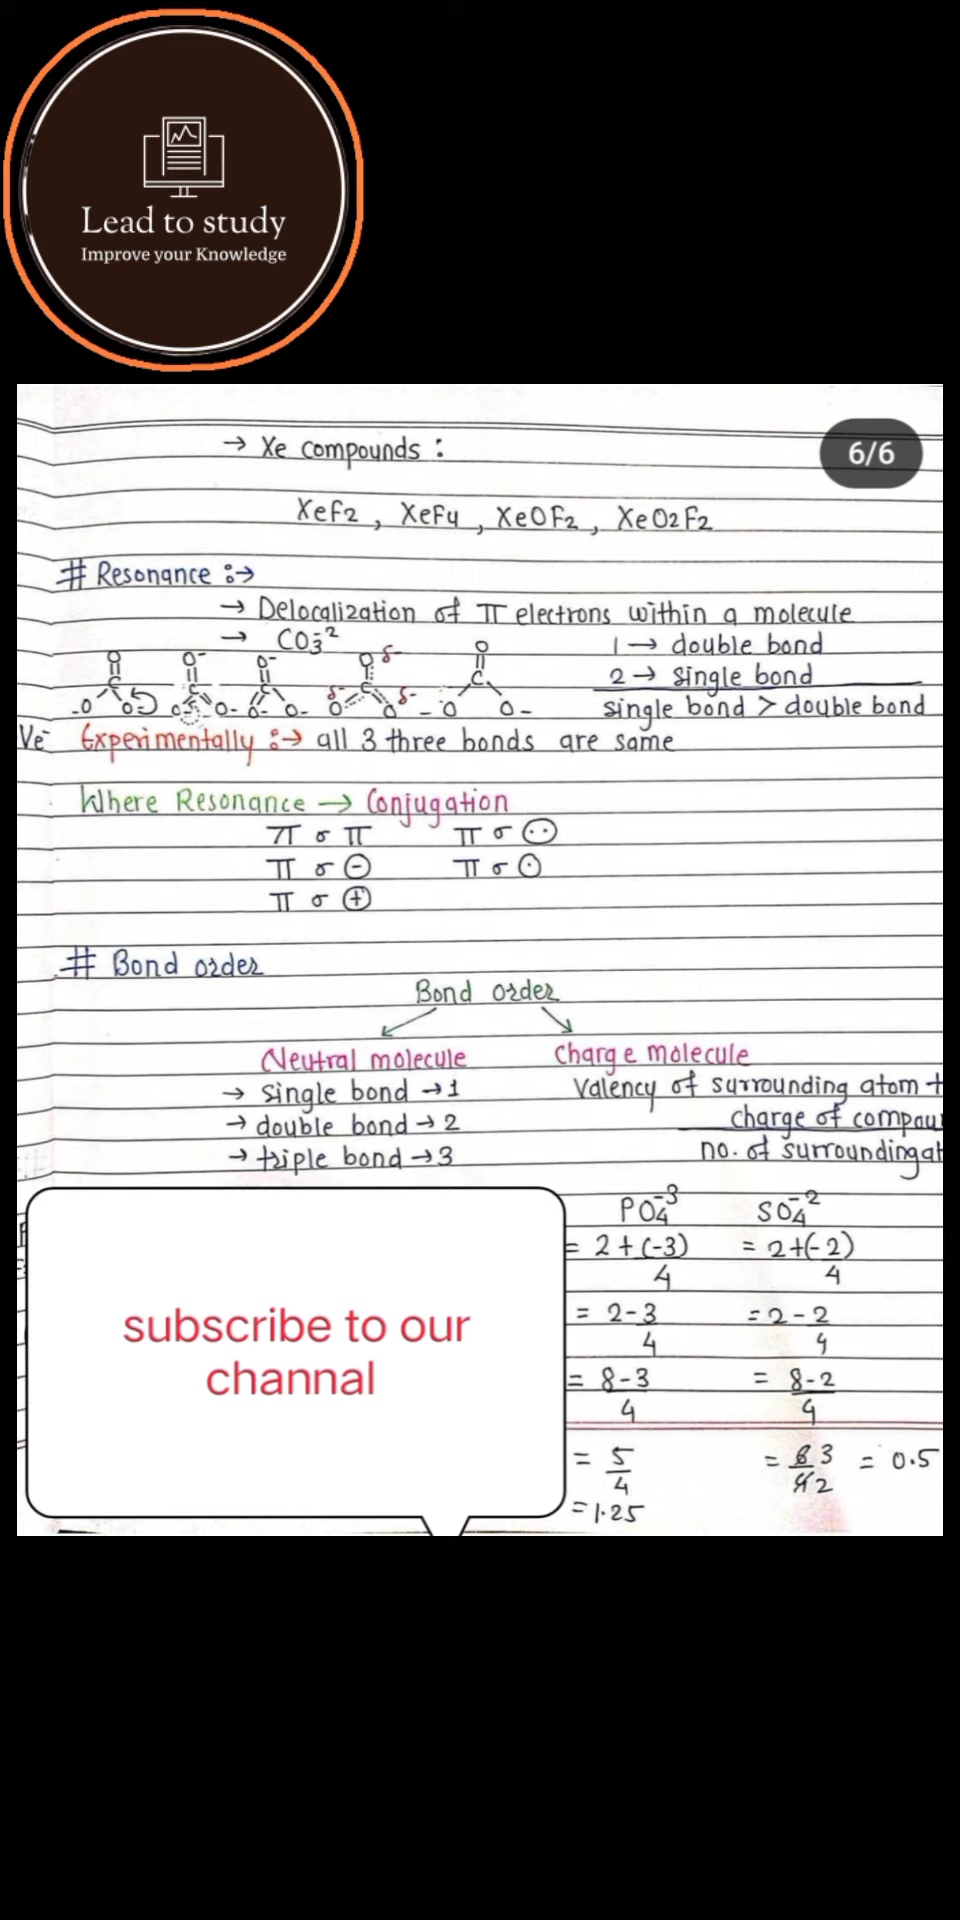 Lead to study
Improve your Knowledge
→ Xe compounds :
6/6
XeF2 , XeF4 , XeOF2 , XeO2F2
# Resonance :→
→ Delocalization of π electrons within a molecule
→ CO3⁻²
1 → double bond
2 → single bond
single bond > double bond
Ve⁻ Experimentally :→ all 3 three bonds are same
Where Resonance → Conjugation
π σ π    π σ (··)
π σ ⊖    π σ ⊙
π σ ⊕
# Bond order
Bond order
Neutral molecule    Charge molecule
→ single bond → 1    Valency of surrounding atom +
→ double bond → 2    charge of compou
→ triple bond → 3    no. of surrounding at
PO4⁻³    SO4⁻²
= 2 + (-3)    = 2+(-2)
4    4
= 2-3    = 2-2
4    4
= 8-3    = 8-2
4    4
= 5/4    = 6 3/4 2 = 0.5
= 1.25
subscribe to our
channal